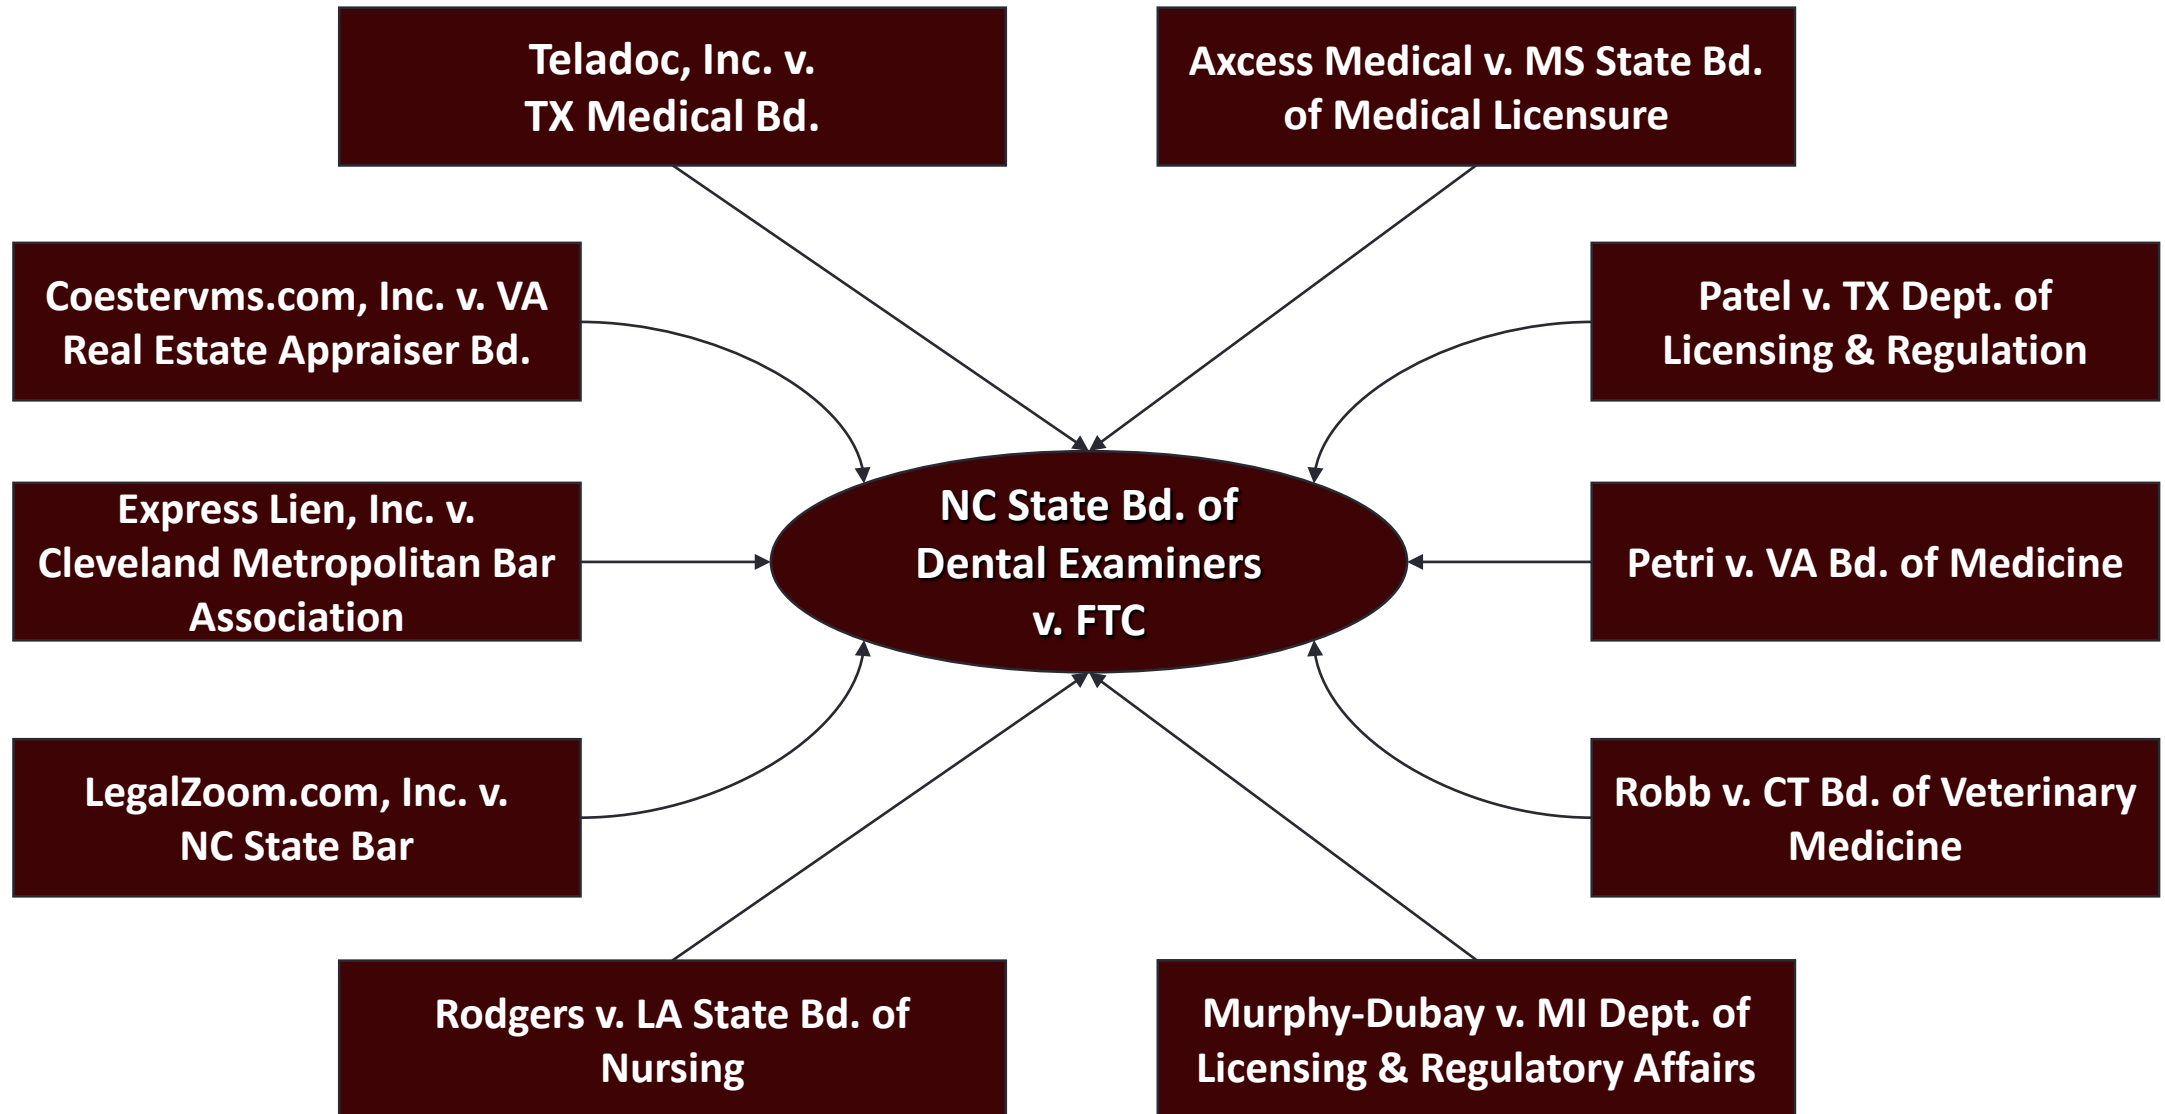 Teladoc, Inc. v.
TX Medical Bd.
Axcess Medical v. MS State Bd.
of Medical Licensure
Coestervms.com, Inc. v. VA
Real Estate Appraiser Bd.
Patel v. TX Dept. of
Licensing & Regulation
Express Lien, Inc. v.
Cleveland Metropolitan Bar
Association
NC State Bd. of
Dental Examiners
v. FTC
Petri v. VA Bd. of Medicine
LegalZoom.com, Inc. v.
NC State Bar
Robb v. CT Bd. of Veterinary
Medicine
Rodgers v. LA State Bd. of
Nursing
Murphy-Dubay v. MI Dept. of
Licensing & Regulatory Affairs